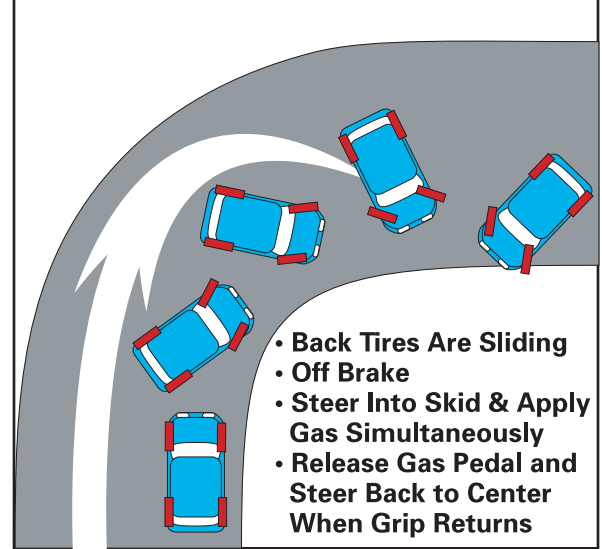 • Back Tires Are Sliding
• Off Brake
• Steer Into Skid & Apply
Gas Simultaneously
• Release Gas Pedal and
Steer Back to Center
When Grip Returns